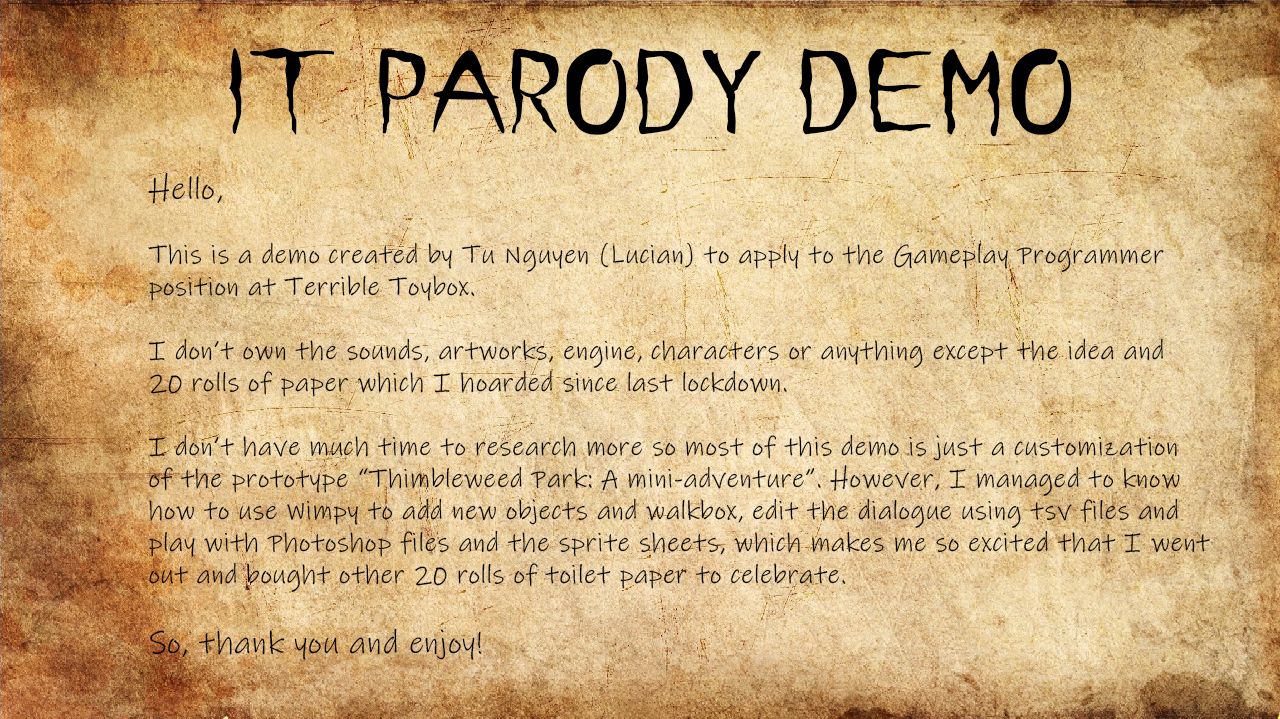 IT PARODY DEMO
Hello,
This is a demo created by Tu Nguyen (Lucian) to apply to the Gameplay Programmer
position at Terrible Toybox.
I don't own the sounds, artworks, engine, characters or anything except the idea and
20 rolls of paper which I hoarded since last lockdown.
I don't have much time to research more so most of this demo is just a customization
of the prototype “Thimbleweed Park: A mini-adventure”. However, I managed to know
how to use Wimpy to add new objects and walkbox, edit the dialogue using tsv files and
play with Photoshop files and the sprite sheets, which makes me so excited that I went
out and bought other 20 rolls of toilet paper to celebrate.
So, thank you and enjoy!